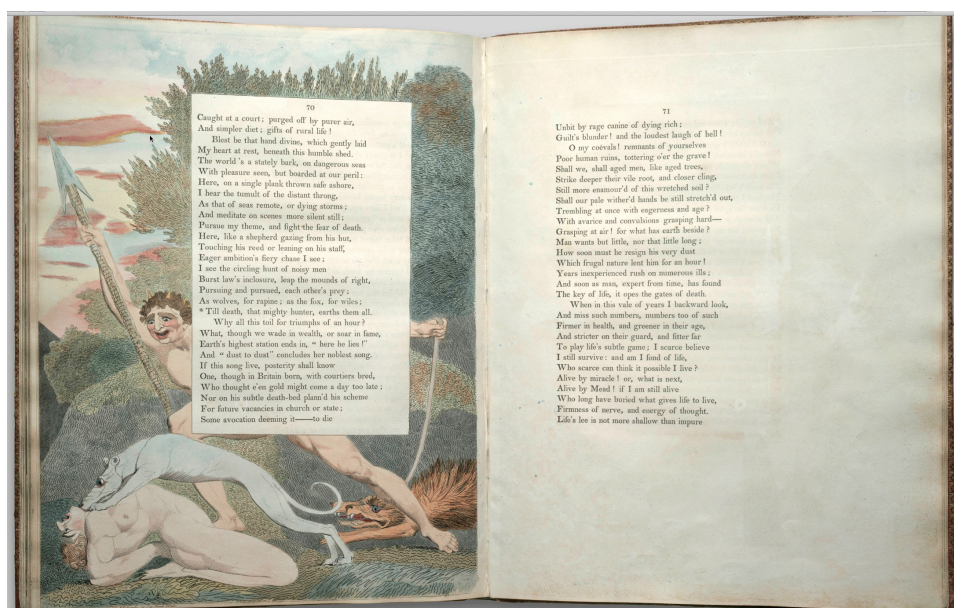 70
Caught at a court; purged off by purer air,
And simpler diet; gifts of rural life!
Blest be that hand divine, which gently laid
My heart at rest, beneath this humble shed.
The world 's a stately bark, on dangerous seas
With pleasure seen, but boarded at our peril:
Here, on a single plank thrown safe ashore,
I hear the tumult of the distant throng,
As that of seas remote, or dying storms;
And meditate on scenes more silent still;
Pursue my theme, and fight the fear of death.
Here, like a shepherd gazing from his hut,
Touching his reed or leaning on his staff,
Eager ambition's fiery chase I see;
I see the circling hunt of noisy men
Burst law's inclosure, leap the mounds of right,
Pursuing and pursued, each other's prey;
As wolves, for rapine; as the fox, for wiles;
* Till death, that mighty hunter, earths them all.
Why all this toil for triumphs of an hour?
What, though we wade in wealth, or soar in fame,
Earth's highest station ends in, “ here he lies!”
And “ dust to dust” concludes her noblest song.
If this song live, posterity shall know
One, though in Britain born, with courtiers bred,
Who thought e'en gold might come a day too late;
Nor on his subtle death-bed plann'd his scheme
For future vacancies in church or state;
Some avocation deeming it——to die
71
Unbit by rage canine of dying rich;
Guilt's blunder! and the loudest laugh of hell!
O my coëvals! remnants of yourselves
Poor human ruins, tottering o'er the grave!
Shall we, shall aged men, like aged trees,
Strike deeper their vile root, and closer cling,
Still more enamour'd of this wretched soil?
Shall our pale wither'd hands be still stretch'd out,
Trembling at once with eagerness and age?
With avarice and convulsions grasping hard—
Grasping at air! for what has earth beside?
Man wants but little, nor that little long;
How soon must he resign his very dust
Which frugal nature lent him for an hour!
Years inexperienced rush on numerous ills;
And soon as man, expert from time, has found
The key of life, it opes the gates of death.
When in this vale of years I backward look,
And miss such numbers, numbers too of such
Firmer in health, and greener in their age,
And stricter on their guard, and fitter far
To play life's subtle game; I scarce believe
I still survive: and am I fond of life,
Who scarce can think it possible I live?
Alive by miracle! or, what is next,
Alive by Mead! if I am still alive
Who long have buried what gives life to live,
Firmness of nerve, and energy of thought.
Life's lee is not more shallow than impure